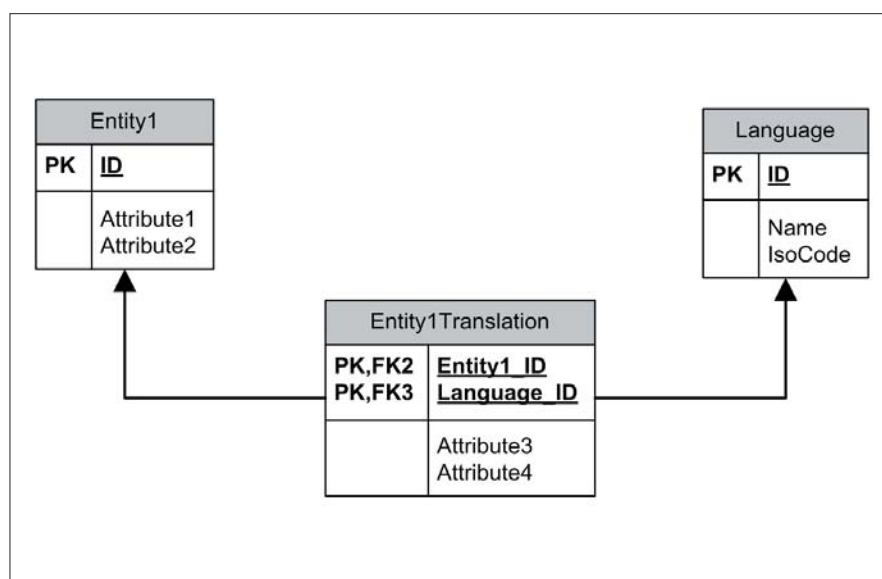 Entity1
PK ID
Attribute1
Attribute2
Language
PK ID
Name
IsoCode
Entity1Translation
PK,FK2 Entity1_ID
PK,FK3 Language_ID
Attribute3
Attribute4